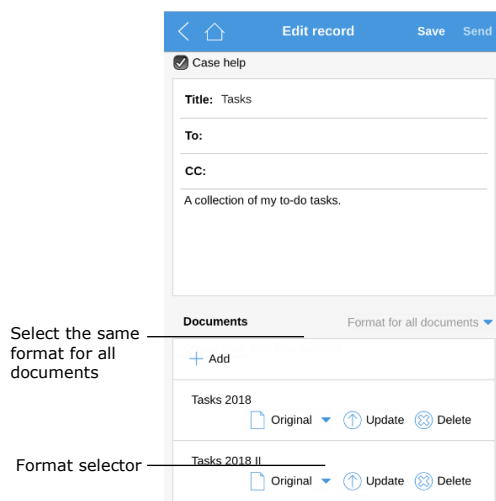 Edit record Save Send
Case help
Title: Tasks
To:
CC:
A collection of my to-do tasks.
Documents Format for all documents
Select the same
format for all
documents
Add
Tasks 2018
Original Update Delete
Format selector
Tasks 2018 II
Original Update Delete